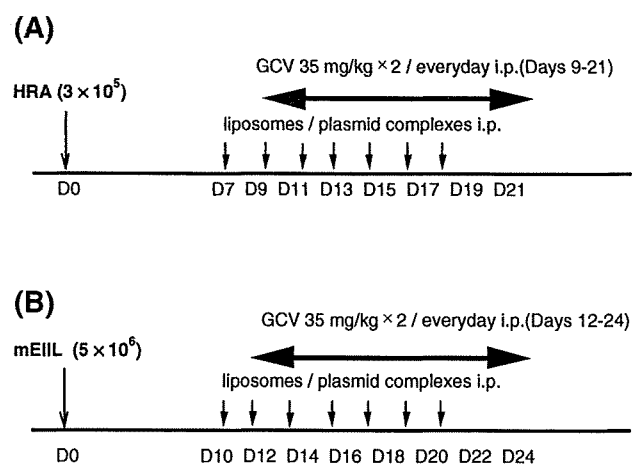 (A)
GCV 35 mg/kg × 2 / everyday i.p.(Days 9-21)
HRA (3 × 10⁵)
liposomes / plasmid complexes i.p.
D0 D7 D9 D11 D13 D15 D17 D19 D21
(B)
GCV 35 mg/kg × 2 / everyday i.p.(Days 12-24)
mEIIL (5 × 10⁶)
liposomes / plasmid complexes i.p.
D0 D10 D12 D14 D16 D18 D20 D22 D24